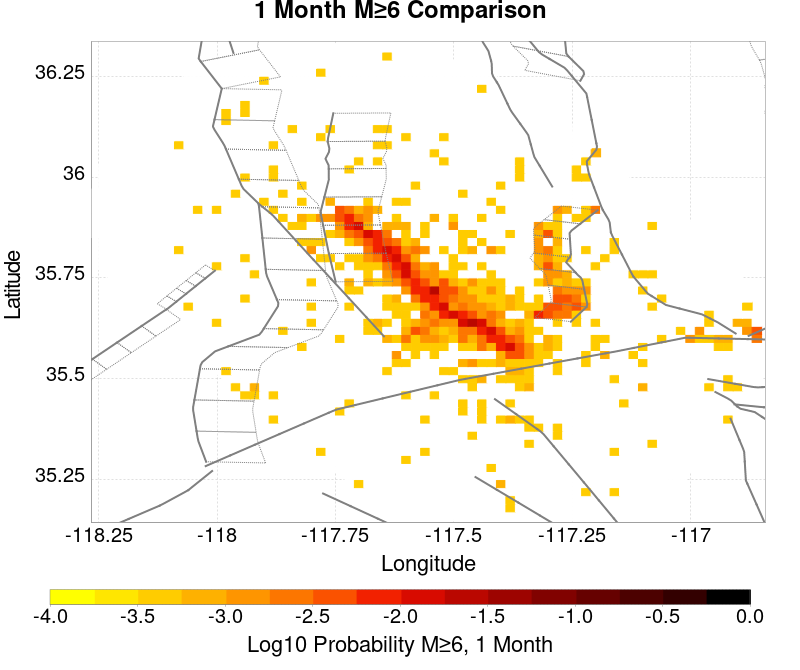 1 Month M≥6 Comparison
36.25
36
35.75
35.5
35.25
Latitude
-118.25 -118 -117.75 -117.5 -117.25 -117
Longitude
-4.0 -3.5 -3.0 -2.5 -2.0 -1.5 -1.0 -0.5 0.0
Log10 Probability M≥6, 1 Month